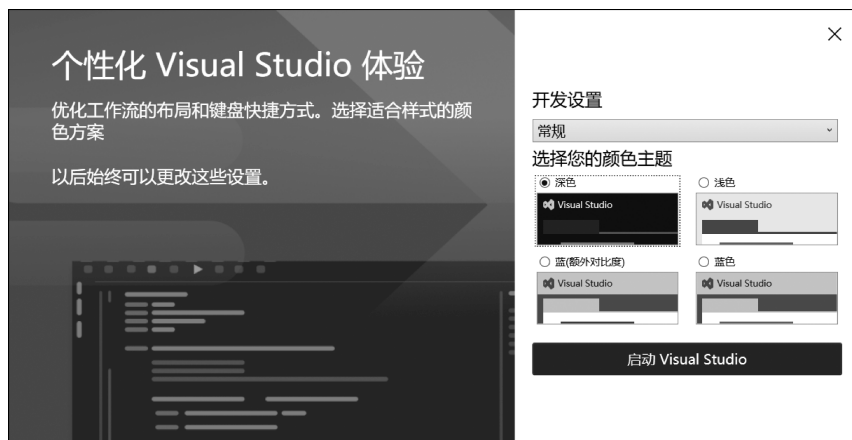 个性化 Visual Studio 体验
优化工作流的布局和键盘快捷方式。选择适合样式的颜
色方案
以后始终可以更改这些设置。
开发设置
常规
选择您的颜色主题
深色
浅色
Visual Studio
Visual Studio
蓝(额外对比度)
蓝色
Visual Studio
Visual Studio
启动 Visual Studio